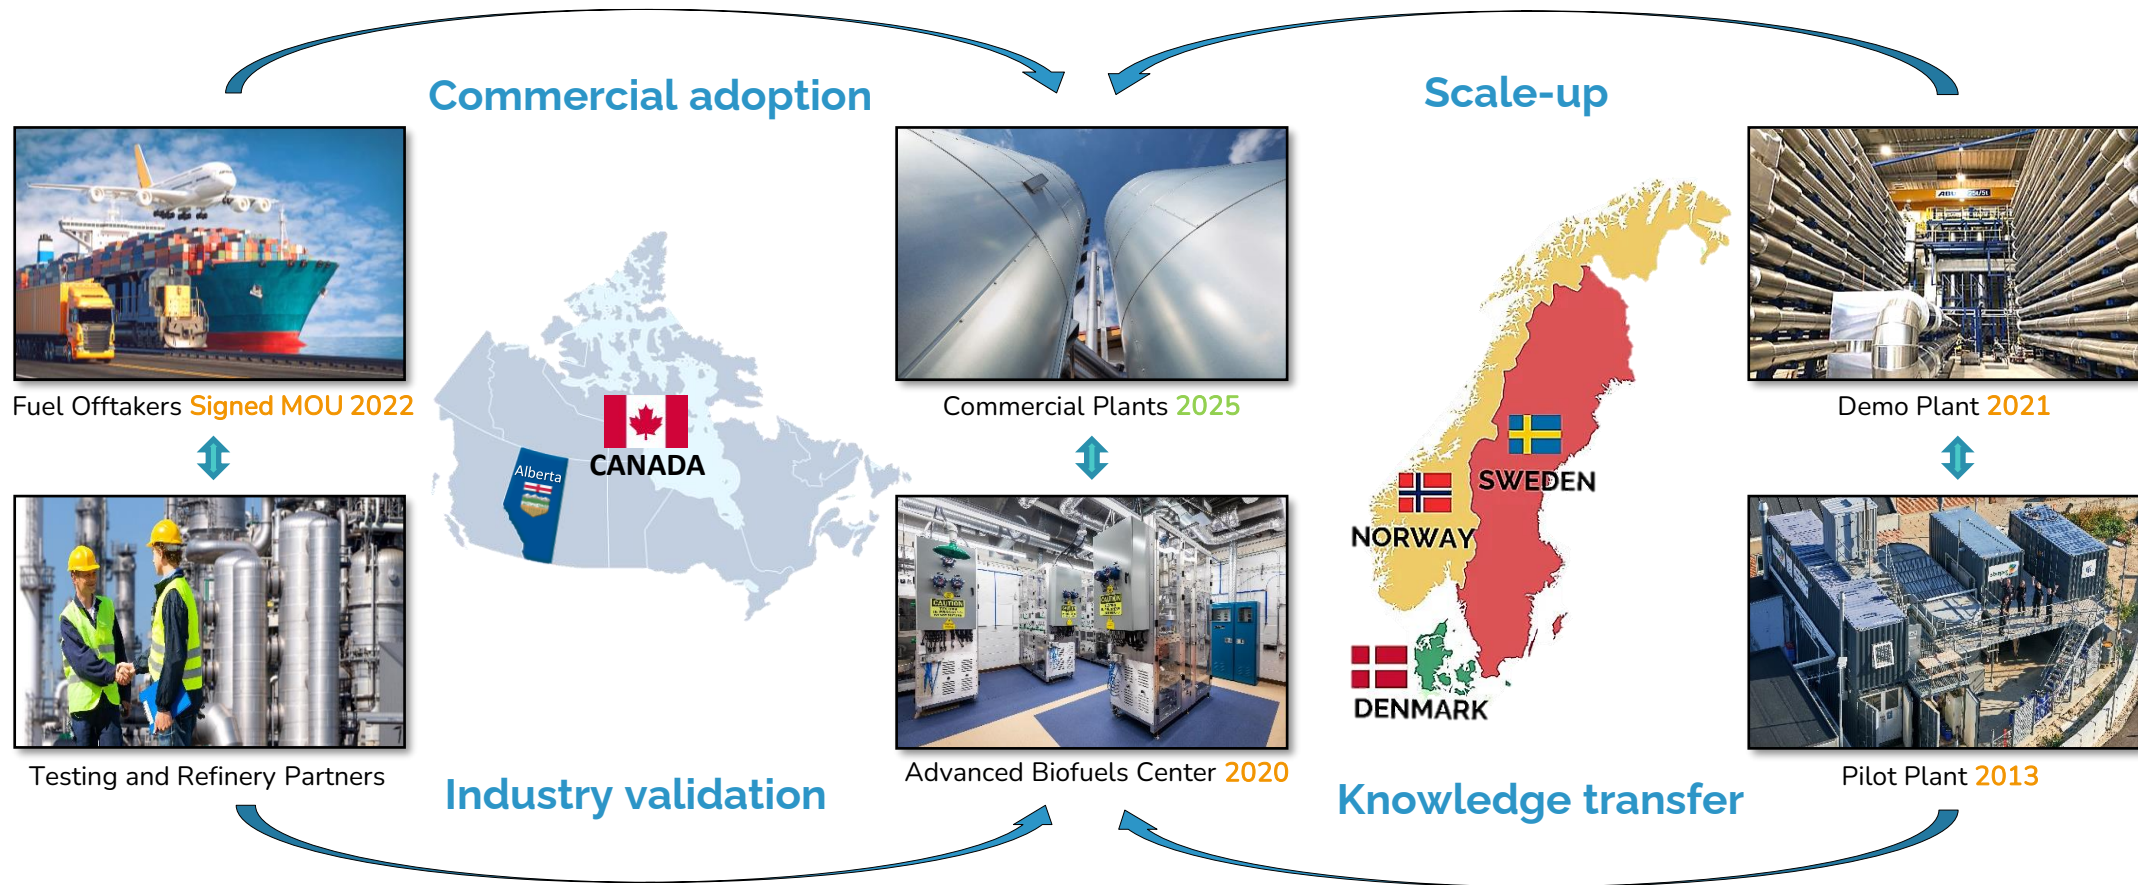 Commercial adoption
Scale-up
Fuel Offtakers Signed MOU 2022
Commercial Plants 2025
Demo Plant 2021
Alberta
CANADA
SWEDEN
NORWAY
DENMARK
CAUTION
Testing and Refinery Partners
Advanced Biofuels Center 2020
Pilot Plant 2013
Industry validation
Knowledge transfer